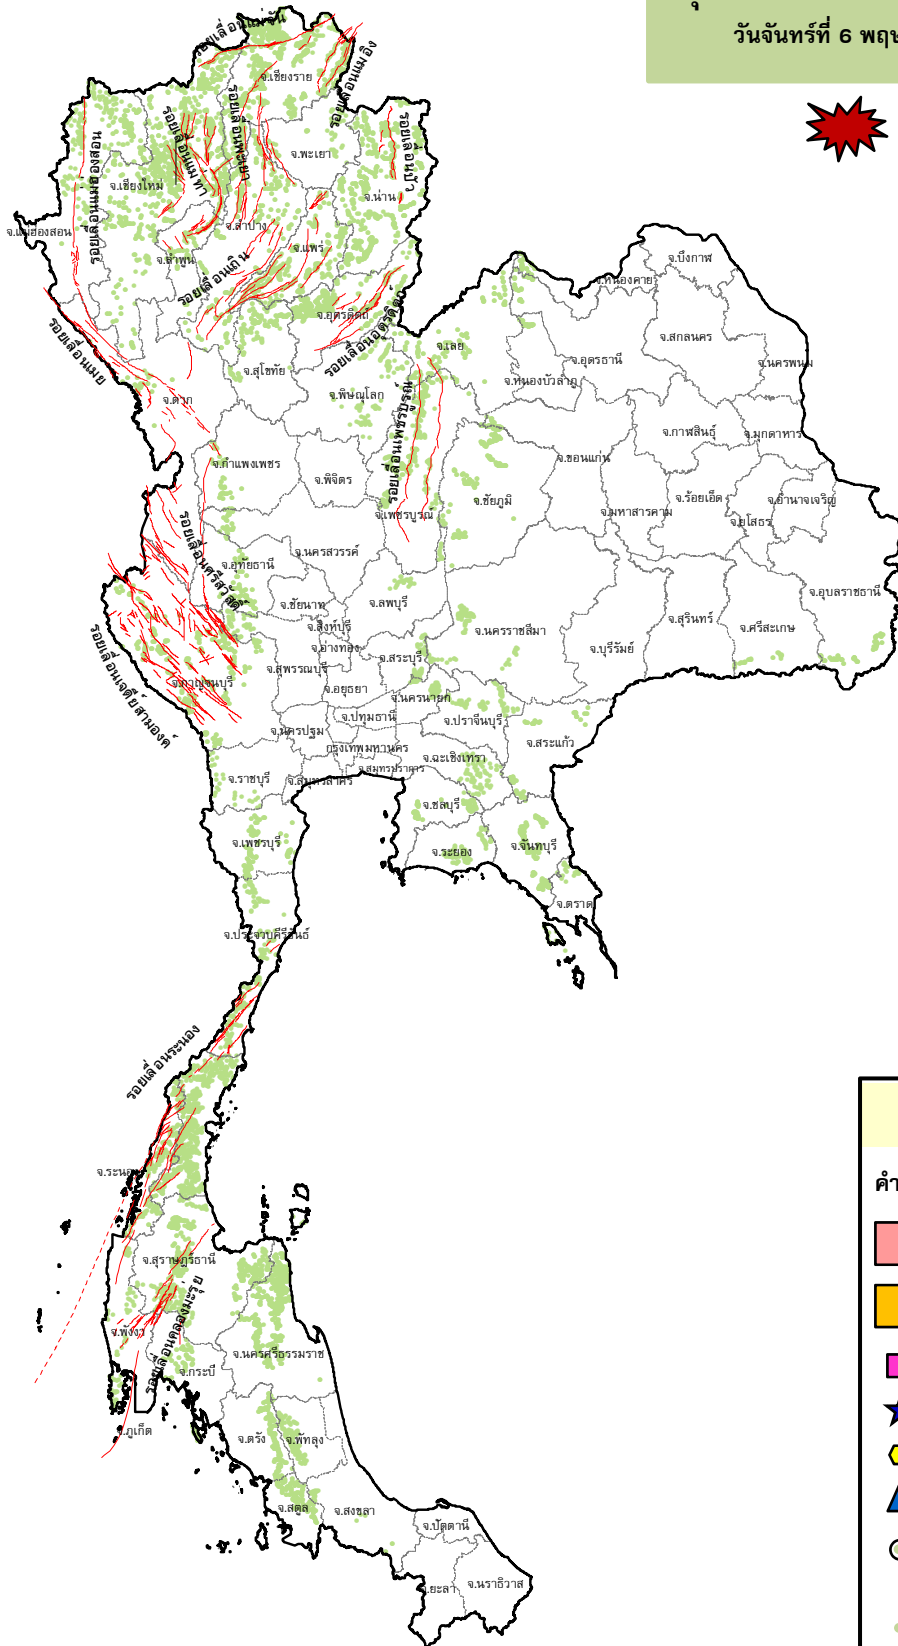 วันจันทร์ที่ 6 พฤษ
รอยเลื่อนแม่จัน
จ.เชียงราย
รอยเลื่อนแม่อิง
รอยเลื่อนแม่ฮ่องสอน
รอยเลื่อนแม่ทา
รอยเลื่อนพะเยา
จ.พะเยา
รอยเลื่อนปัว
จ.เชียงใหม่
จ.น่าน
จ.แม่ฮ่องสอน
จ.ลำปาง
จ.แพร่
จ.ลำพูน
รอยเลื่อนเถิน
จ.อุตรดิตถ์
รอยเลื่อนอุตรดิตถ์
รอยเลื่อนเมย
จ.บึงกาฬ
จ.หนองคาย
จ.เลย
จ.สกลนคร
จ.อุดรธานี
จ.นครพนม
จ.สุโขทัย
จ.หนองบัวลำภู
จ.ตาก
จ.พิษณุโลก
รอยเลื่อนเพชรบูรณ์
จ.กาฬสินธุ์
จ.มุกดาหาร
จ.กำแพงเพชร
จ.พิจิตร
จ.ขอนแก่น
จ.ชัยภูมิ
จ.ร้อยเอ็ด
จ.อำนาจเจริญ
จ.เพชรบูรณ์
จ.มหาสารคาม
จ.ยโสธร
รอยเลื่อนศรีสวัสดิ์
จ.นครสวรรค์
จ.อุทัยธานี
จ.ชัยนาท
จ.ลพบุรี
จ.อุบลราชธานี
จ.สิงห์บุรี
จ.นครราชสีมา
จ.สุรินทร์
จ.ศรีสะเกษ
จ.อ่างทอง
จ.บุรีรัมย์
จ.สระบุรี
จ.สุพรรณบุรี
จ.กาญจนบุรี
รอยเลื่อนเจดีย์สามองค์
จ.อยุธยา
จ.นครนายก
จ.ปทุมธานี
จ.ปราจีนบุรี
จ.นครปฐม
จ.สระแก้ว
กรุงเทพมหานคร
จ.ฉะเชิงเทรา
จ.สมุทรปราการ
จ.ราชบุรี
จ.สมุทรสาคร
จ.ชลบุรี
จ.เพชรบุรี
จ.ระยอง
จ.จันทบุรี
จ.ตราด
จ.ประจวบคีรีขันธ์
รอยเลื่อนระนอง
จ.ระนอง
คำ
จ.สุราษฎร์ธานี
รอยเลื่อนคลองมะรุ่ย
จ.พังงา
จ.นครศรีธรรมราช
จ.กระบี่
จ.ภูเก็ต
จ.ตรัง
จ.พัทลุง
จ.สตูล
จ.สงขลา
จ.ปัตตานี
จ.ยะลา
จ.นราธิวาส